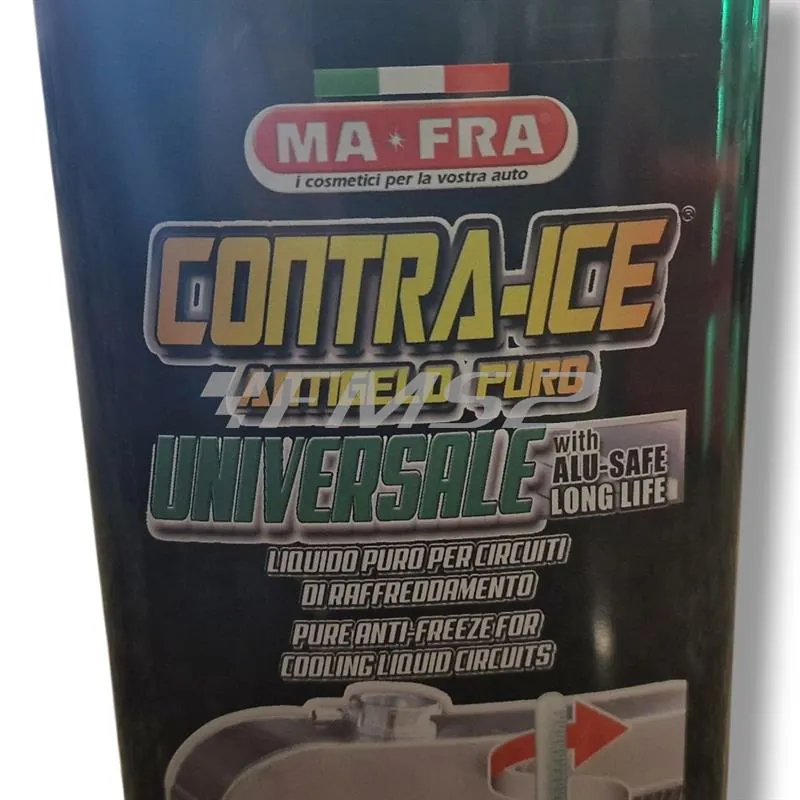 MA★FRA®
i cosmetici per la vostra auto
CONTRA-ICE®
ANTIGELO PURO
FMSP
UNIVERSALE
with
ALU-SAFE
LONG LIFE
LIQUIDO PURO PER CIRCUITI
DI RAFFREDDAMENTO
PURE ANTI-FREEZE FOR
COOLING LIQUID CIRCUITS